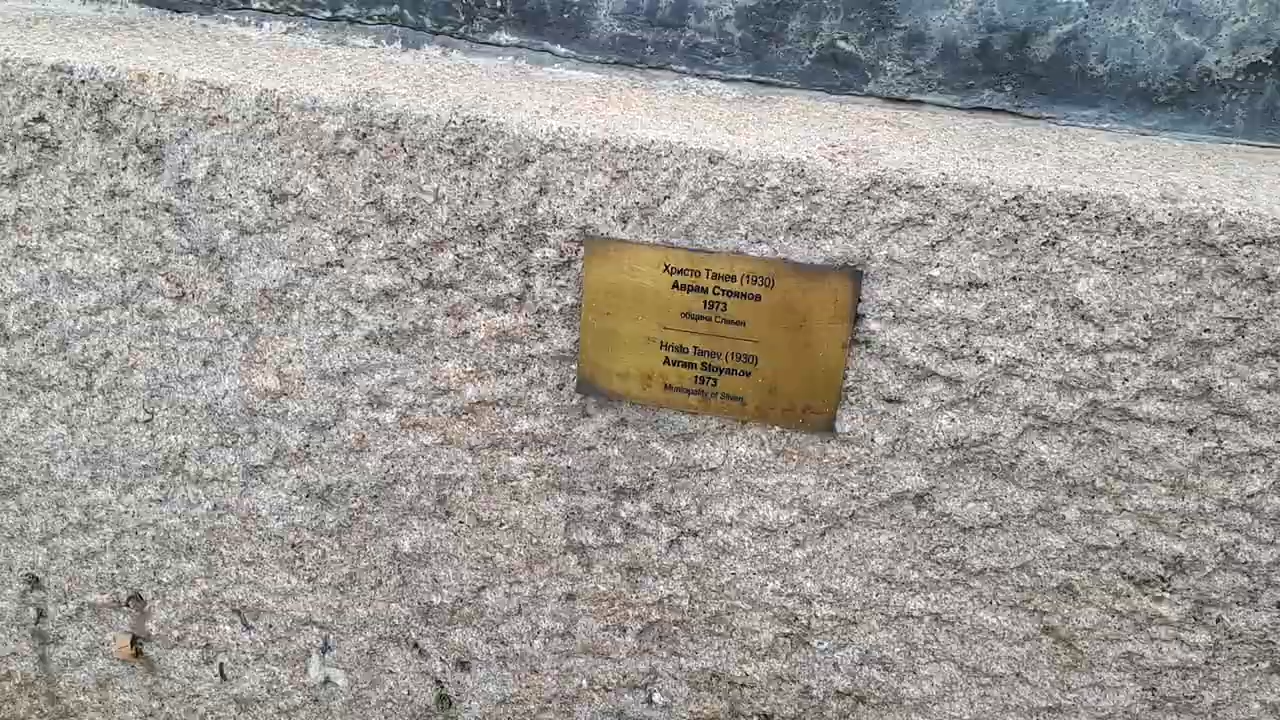 Христо Танев (1930)
Аврам Стоянов
1973
община Сливен
Hristo Tanev (1930)
Avram Stoyanov
1973
Municipality of Sliven